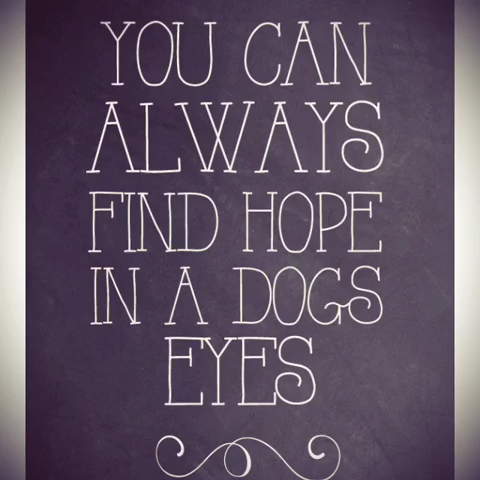 YOU CAN
ALWAYS
FIND HOPE
IN A DOGS
EYES